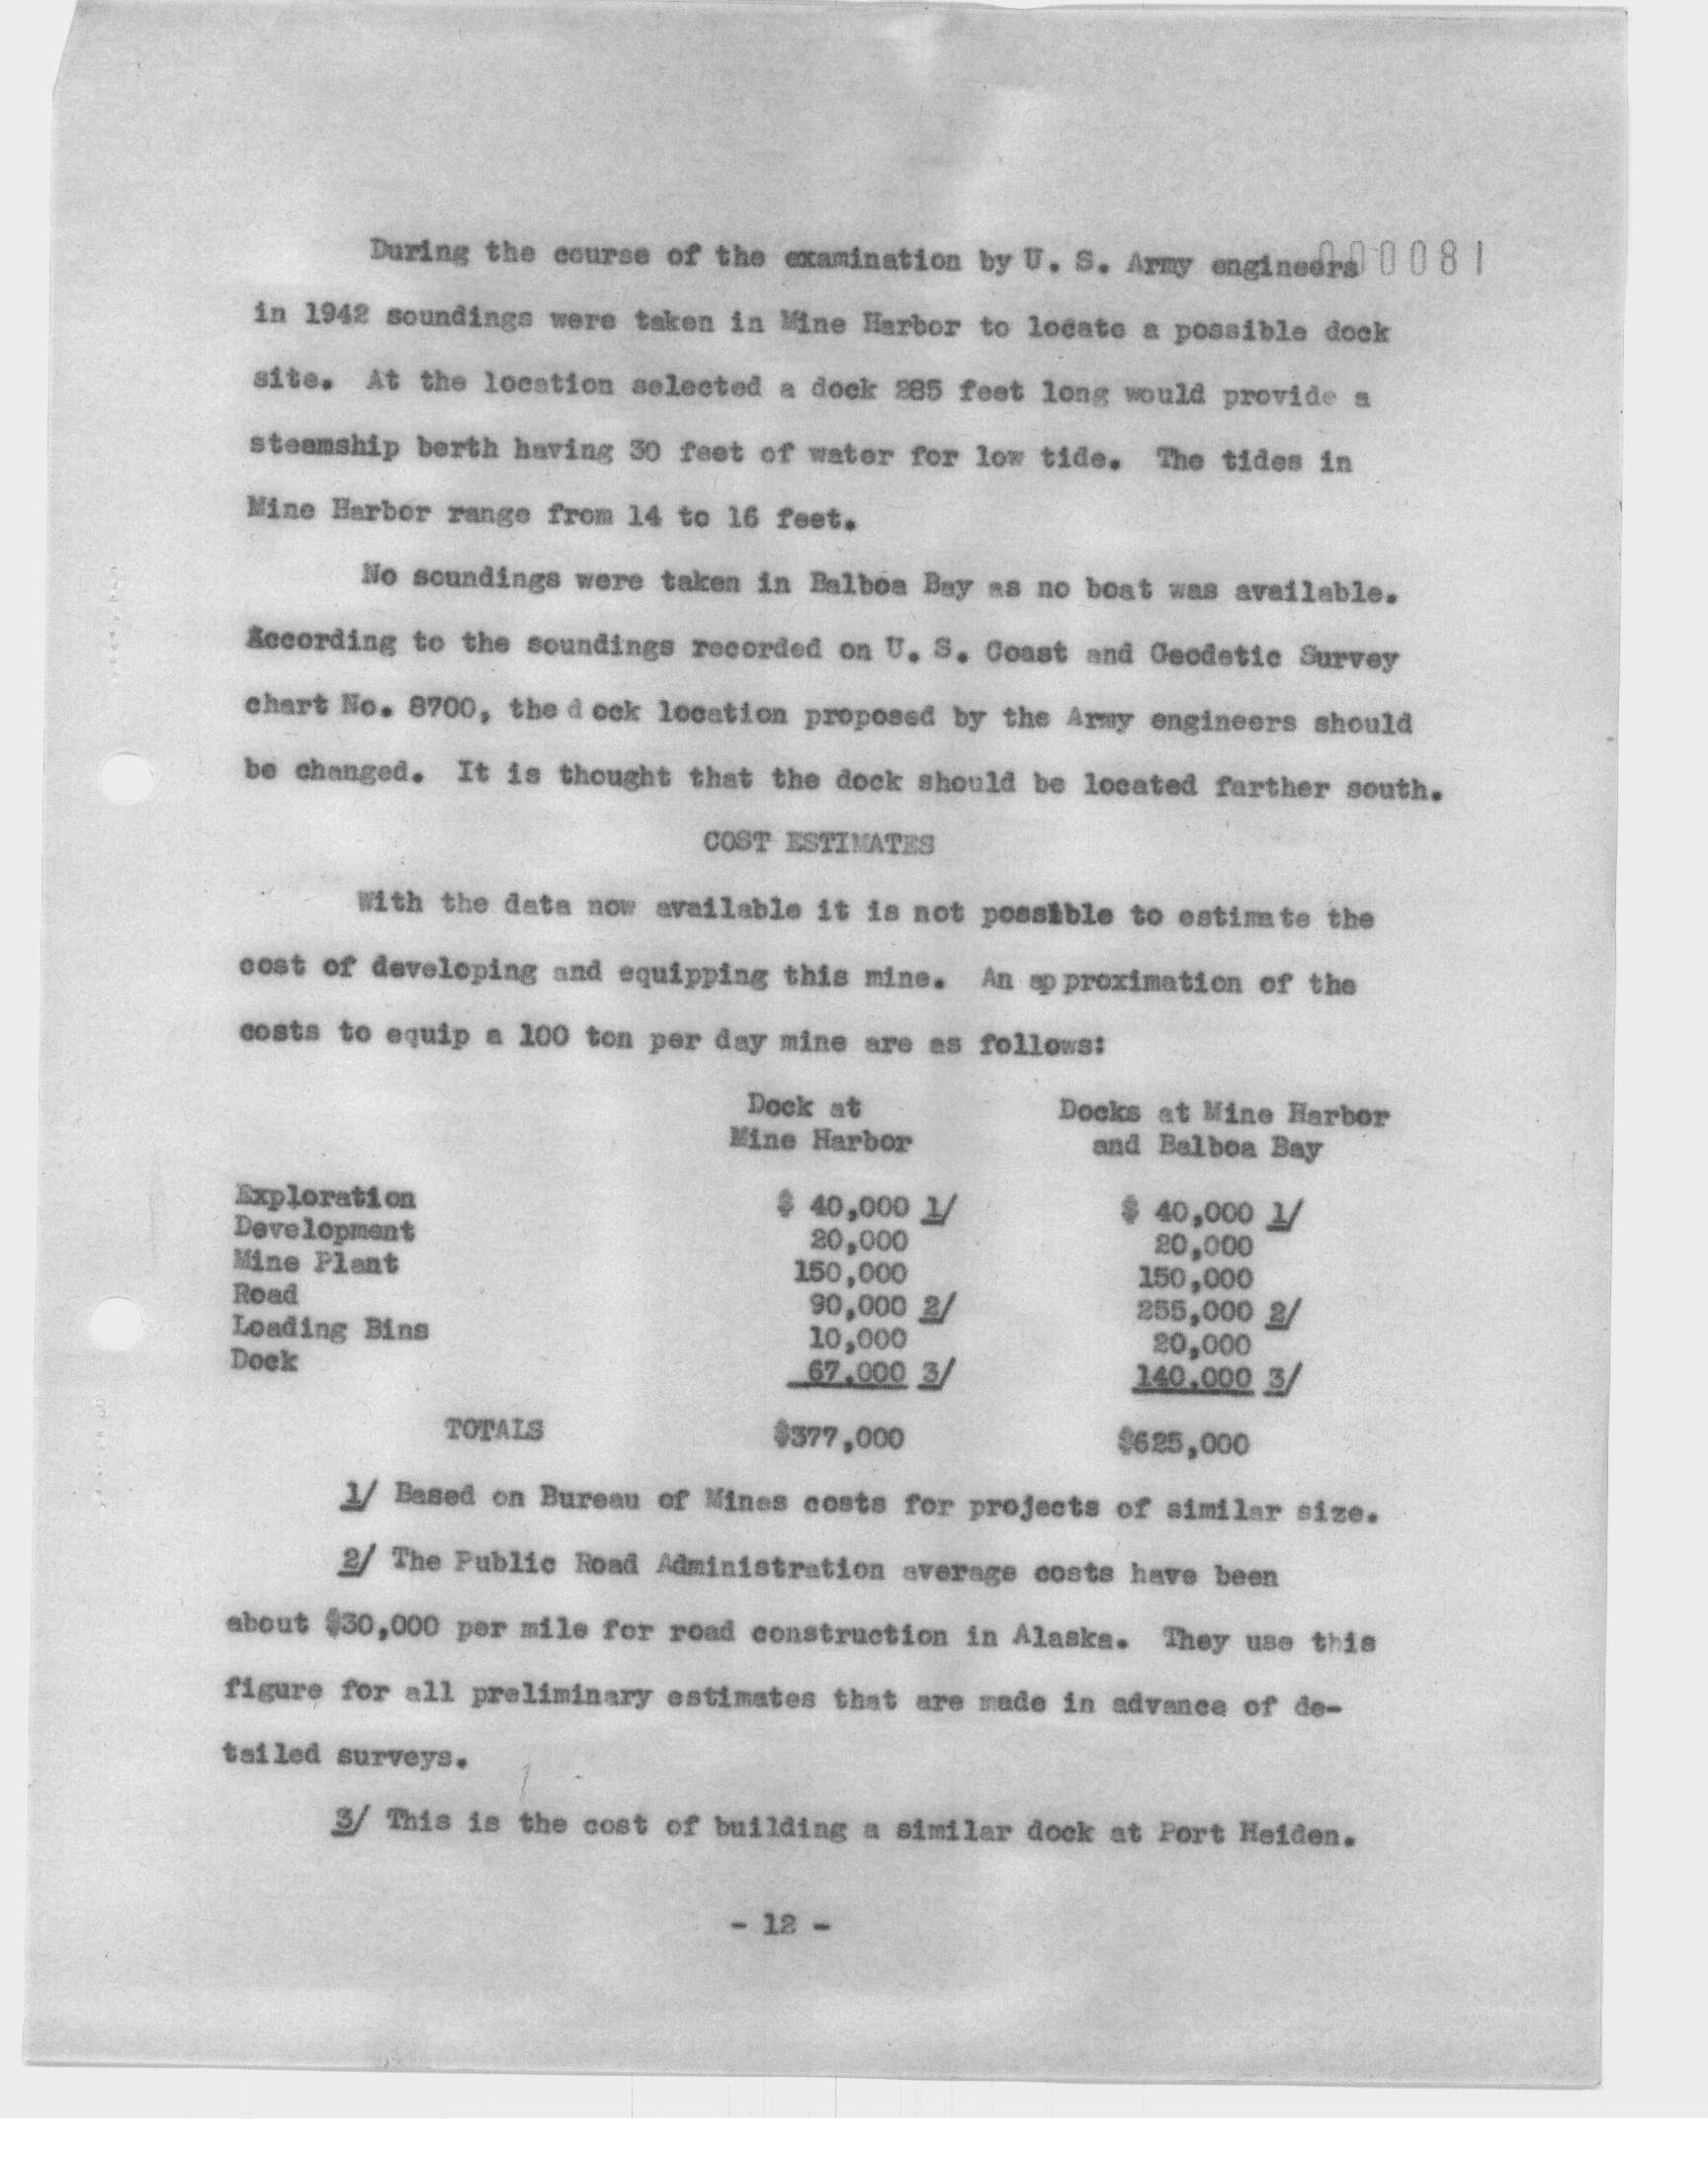 During the course of the examination by U. S. Army engineers 000081
in 1942 soundings were taken in Mine Harbor to locate a possible dock
site. At the location selected a dock 285 feet long would provide a
steamship berth having 30 feet of water for low tide. The tides in
Mine Harbor range from 14 to 16 feet.
No soundings were taken in Balboa Bay as no boat was available.
According to the soundings recorded on U. S. Coast and Geodetic Survey
chart No. 8700, the d ock location proposed by the Army engineers should
be changed. It is thought that the dock should be located farther south.
COST ESTIMATES
With the data now available it is not possible to estimate the
cost of developing and equipping this mine. An ap proximation of the
costs to equip a 100 ton per day mine are as follows:
Dock at Docks at Mine Harbor
Mine Harbor and Balboa Bay
Exploration $ 40,000 1/ $ 40,000 1/
Development 20,000 20,000
Mine Plant 150,000 150,000
Road 90,000 2/ 255,000 2/
Loading Bins 10,000 20,000
Dock 67.000 3/ 140.000 3/
TOTALS $377,000 $625,000
1/ Based on Bureau of Mines costs for projects of similar size.
2/ The Public Road Administration average costs have been
about $30,000 per mile for road construction in Alaska. They use this
figure for all preliminary estimates that are made in advance of de-
tailed surveys.
3/ This is the cost of building a similar dock at Port Heiden.
- 12 -